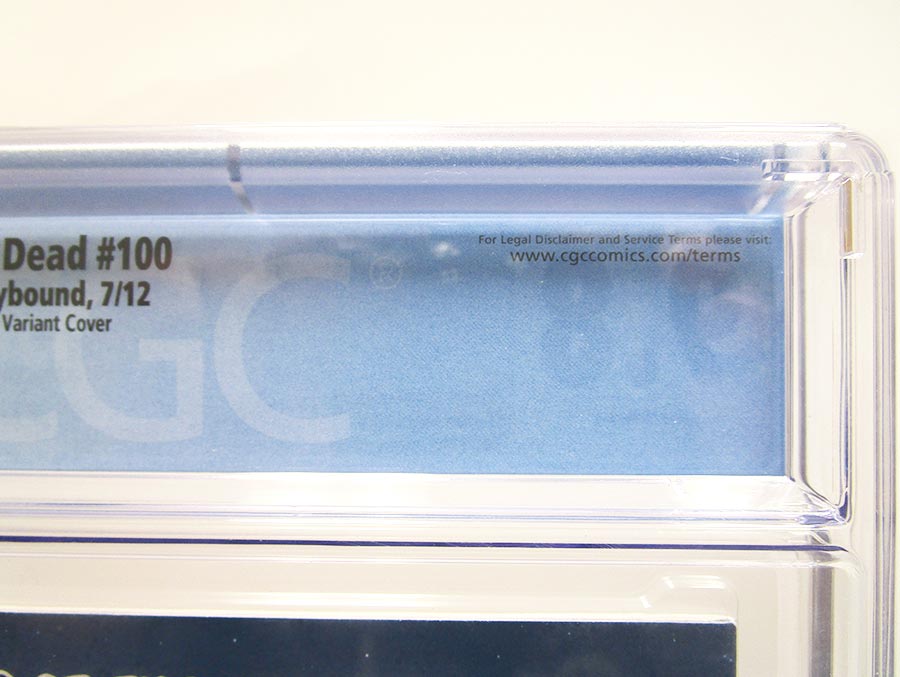 Dead #100
ybound, 7/12
Variant Cover
CGC®
For Legal Disclaimer and Service Terms please visit:
www.cgccomics.com/terms